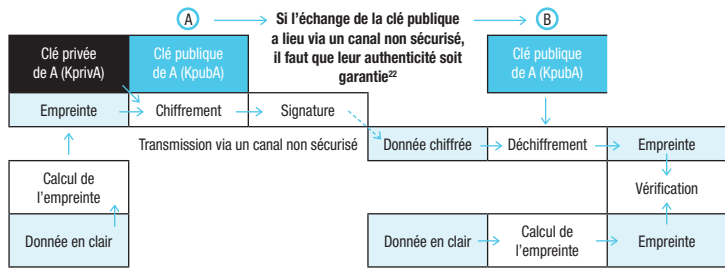 A
Si l'échange de la clé publique
a lieu via un canal non sécurisé,
il faut que leur authenticité soit
garantie22
B
Clé privée
de A (KprivA)
Clé publique
de A (KpubA)
Clé publique
de A (KpubA)
Empreinte
Chiffrement
Signature
Transmission via un canal non sécurisé
Donnée chiffrée
Déchiffrement
Empreinte
Calcul de
l'empreinte
Vérification
Donnée en clair
Donnée en clair
Calcul de
l'empreinte
Empreinte